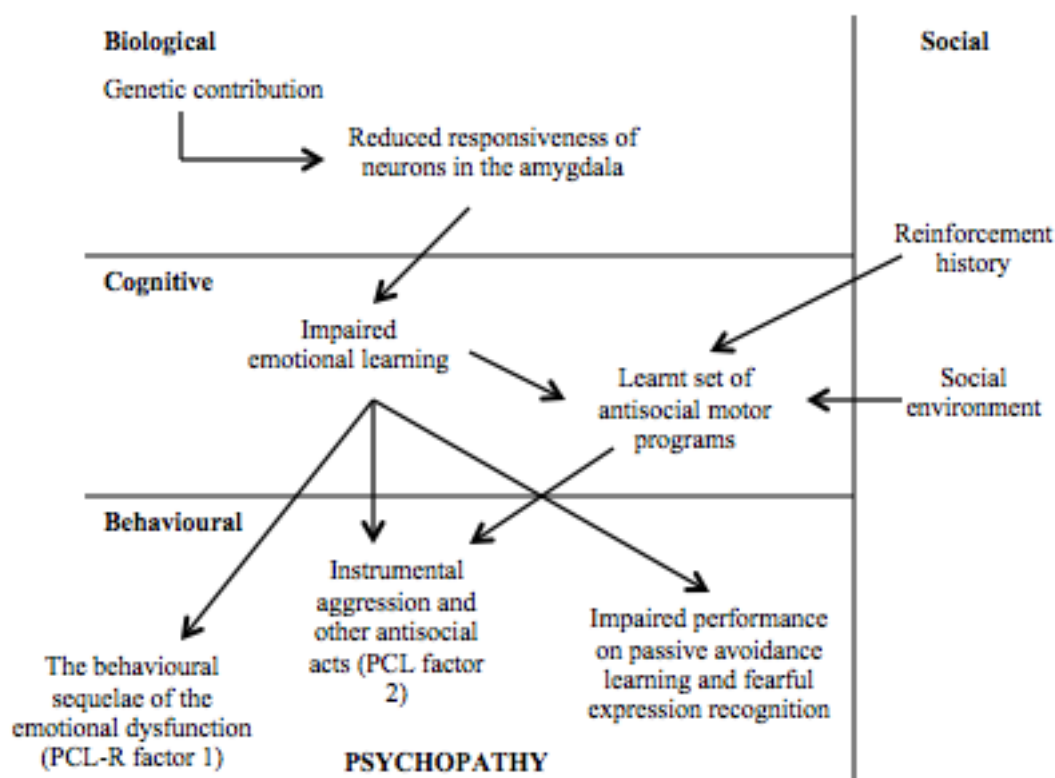 Biological
Social
Genetic contribution
Reduced responsiveness of
neurons in the amygdala
Reinforcement
history
Cognitive
Impaired
emotional learning
Learnt set of
antisocial motor
programs
Social
environment
Behavioural
Instrumental
aggression and
other antisocial
acts (PCL factor
2)
Impaired performance
on passive avoidance
learning and fearful
expression recognition
The behavioural
sequelae of the
emotional dysfunction
(PCL-R factor 1)
PSYCHOPATHY